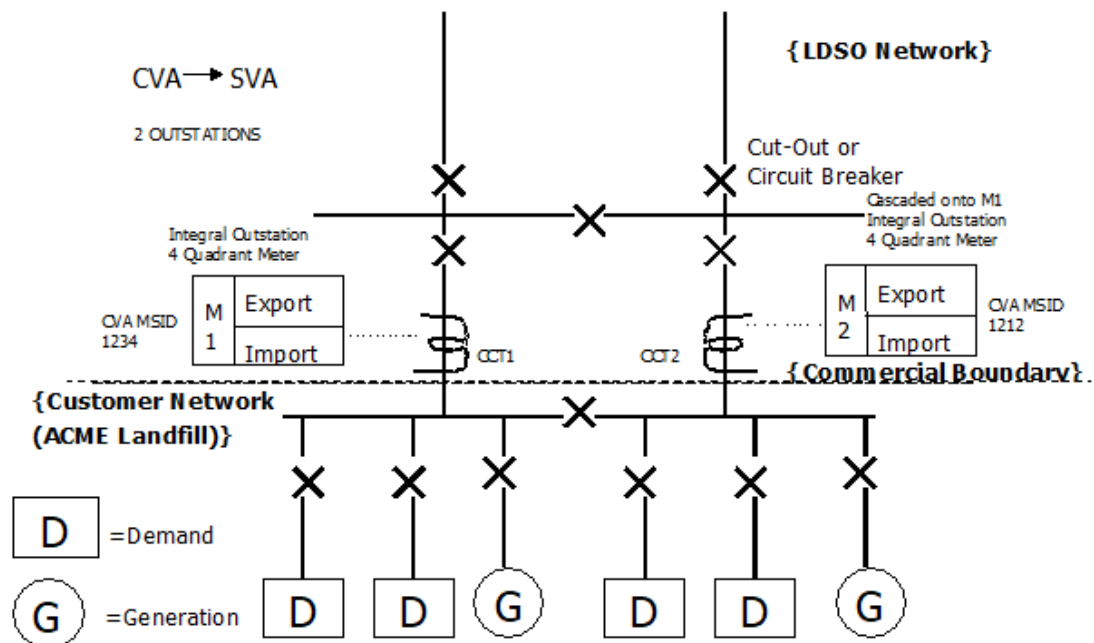 {LDSO Network}
CVA → SVA
2 OUTSTATIONS
Cut-Out or
Circuit Breaker
Cascaded onto M1
Integral Outstation
4 Quadrant Meter
Integral Outstation
4 Quadrant Meter
CVA MSID
1234
M
1
Export
Import
CCT1
CCT2
M
2
Export
Import
CVA MSID
1212
{Commercial Boundary}
{Customer Network
(ACME Landfill)}
D =Demand
G =Generation
D D G D D G